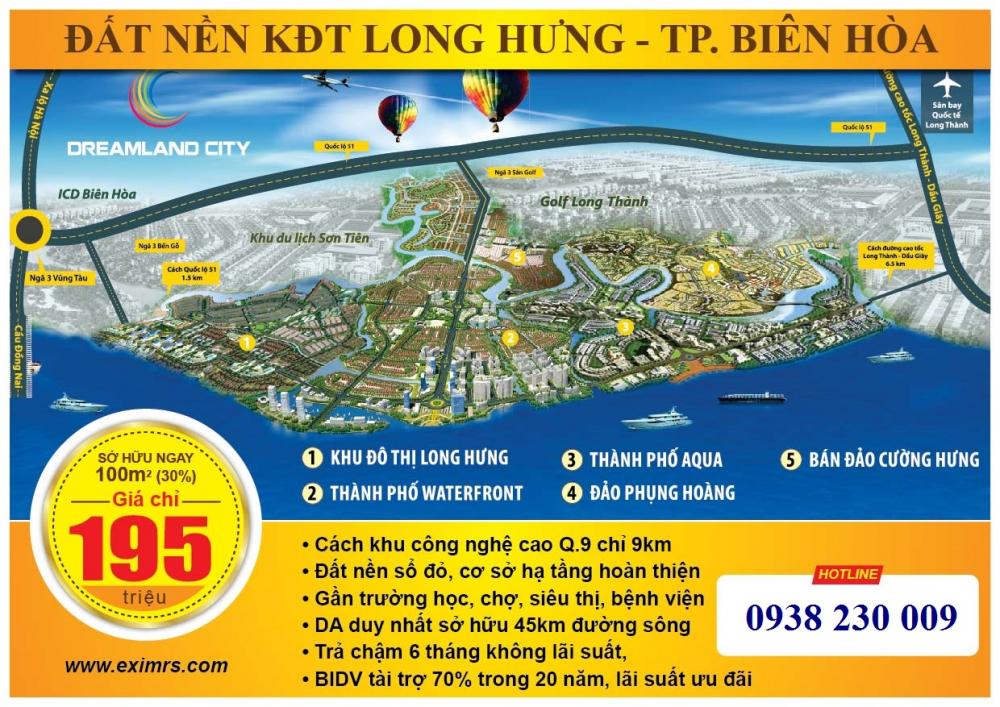 ĐẤT NỀN KĐT LONG HƯNG - TP. BIÊN HÒA
Xa lộ Hà Nội
DREAMLAND CITY
Quốc lộ 51
Quốc lộ 51
Đường cao tốc Long Thành - Dầu Giây
Sân bay
Quốc tế
Long Thành
ICD Biên Hòa
Ngã 3 Sân Golf
Golf Long Thành
Khu du lịch Sơn Tiên
Ngã 3 Bến Gỗ
Ngã 3 Vũng Tàu
Cách Quốc lộ 51
1.5 km
Cách đường cao tốc
Long Thành - Dầu Giây
6.5 km
Cầu Đồng Nai
1
2
3
4
5
1 KHU ĐÔ THỊ LONG HƯNG
2 THÀNH PHỐ WATERFRONT
3 THÀNH PHỐ AQUA
4 ĐẢO PHỤNG HOÀNG
5 BÁN ĐẢO CƯỜNG HƯNG
SỞ HỮU NGAY
100m² (30%)
Giá chỉ
195
triệu
www.eximrs.com
• Cách khu công nghệ cao Q.9 chỉ 9km
• Đất nền sổ đỏ, cơ sở hạ tầng hoàn thiện
• Gần trường học, chợ, siêu thị, bệnh viện
• DA duy nhất sở hữu 45km đường sông
• Trả chậm 6 tháng không lãi suất,
• BIDV tài trợ 70% trong 20 năm, lãi suất ưu đãi
HOTLINE
0938 230 009